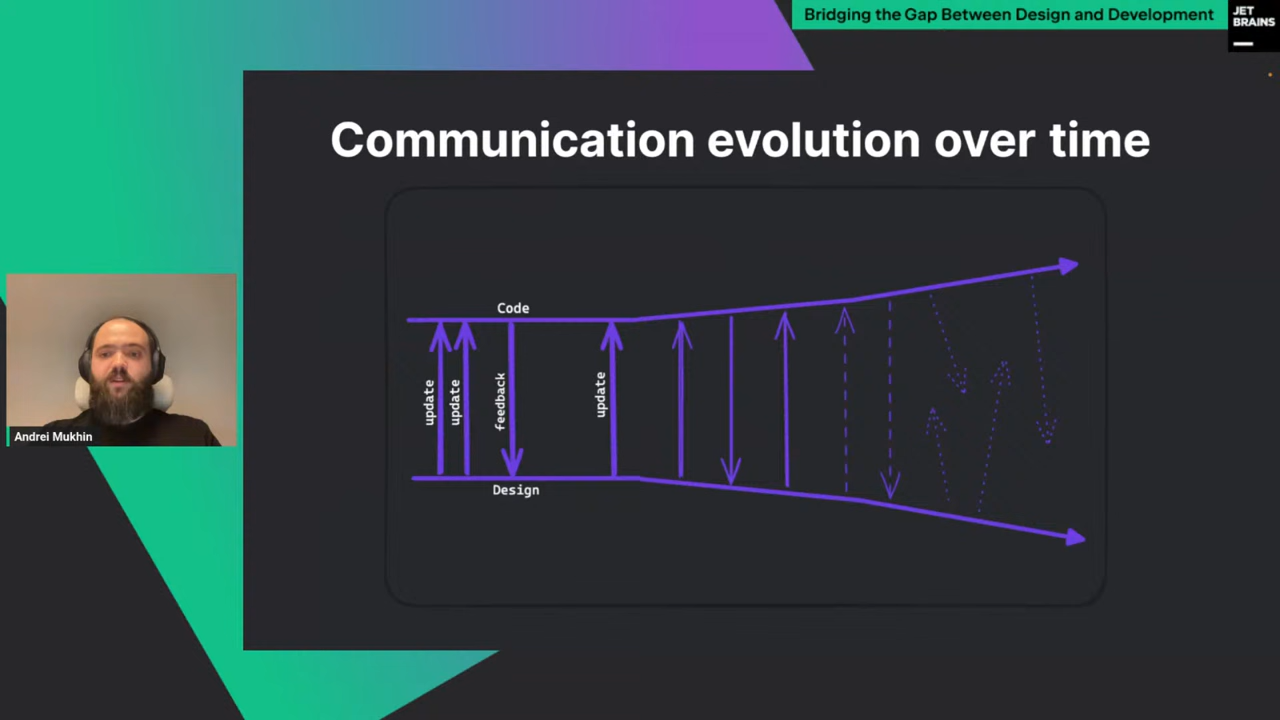 Bridging the Gap Between Design and Development
JET
BRAINS
Communication evolution over time
Code
update
update
feedback
update
Design
Andrei Mukhin